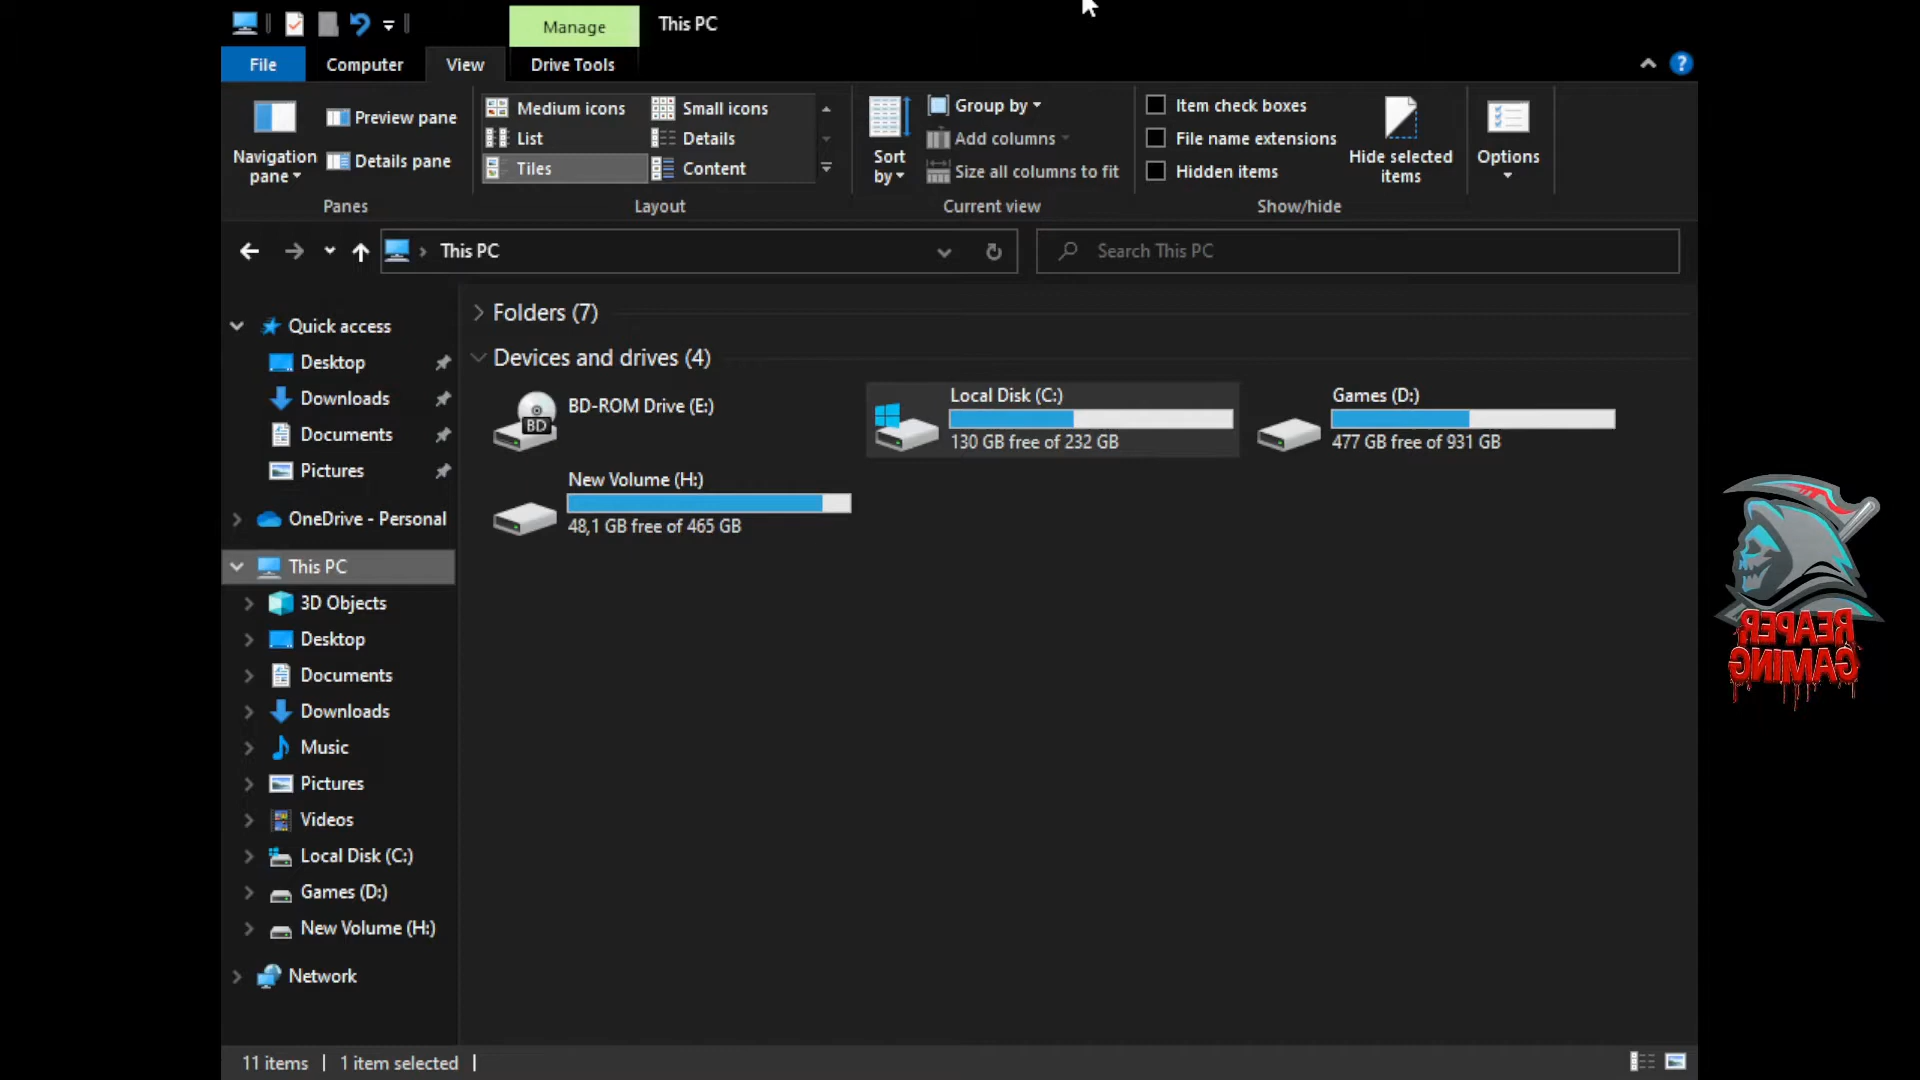 Manage
This PC
File
Computer
View
Drive Tools
Navigation
pane
Preview pane
Details pane
Panes
Medium icons
Small icons
List
Details
Tiles
Content
Layout
Sort
by
Group by
Add columns
Size all columns to fit
Current view
Item check boxes
File name extensions
Hidden items
Hide selected
items
Show/hide
Options
This PC
Search This PC
Quick access
Desktop
Downloads
Documents
Pictures
OneDrive - Personal
This PC
3D Objects
Desktop
Documents
Downloads
Music
Pictures
Videos
Local Disk (C:)
Games (D:)
New Volume (H:)
Network
Folders (7)
Devices and drives (4)
BD
BD-ROM Drive (E:)
Local Disk (C:)
130 GB free of 232 GB
Games (D:)
477 GB free of 931 GB
New Volume (H:)
48,1 GB free of 465 GB
REAPER
GAMING
11 items
1 item selected